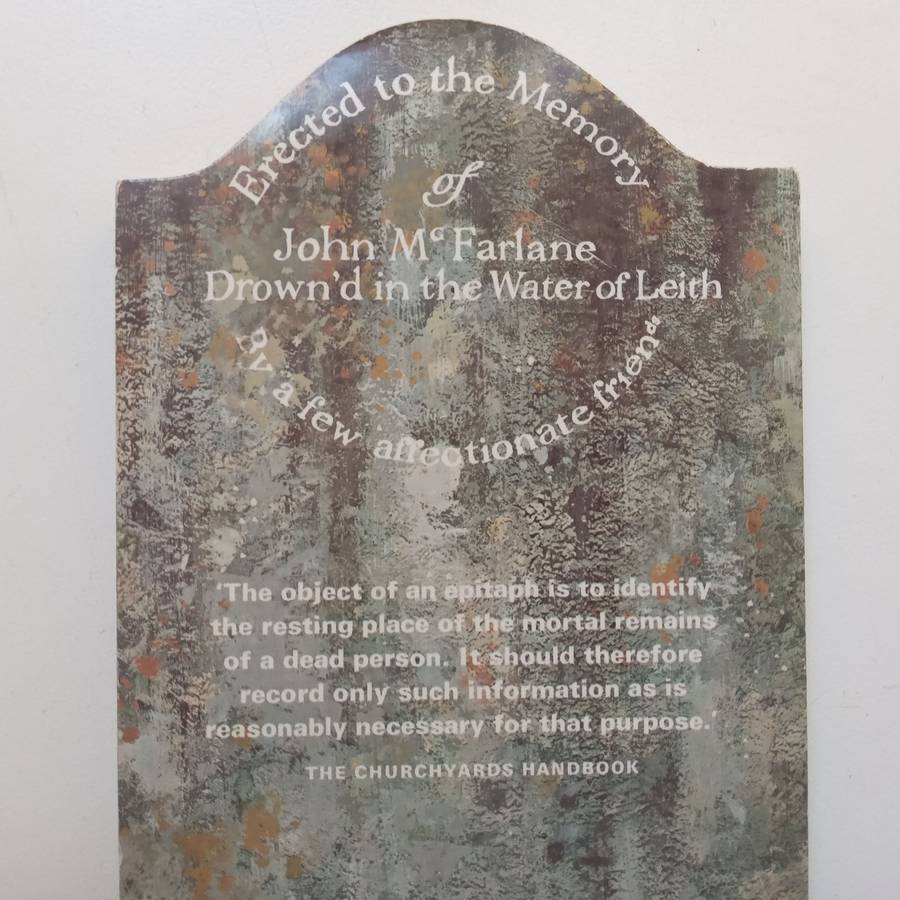 Erected to the Memory
of
John Mc Farlane
Drown'd in the Water of Leith
By a few affectionate friends
'The object of an epitaph is to identify
the resting place of the mortal remains
of a dead person. It should therefore
record only such information as is
reasonably necessary for that purpose.'
THE CHURCHYARDS HANDBOOK